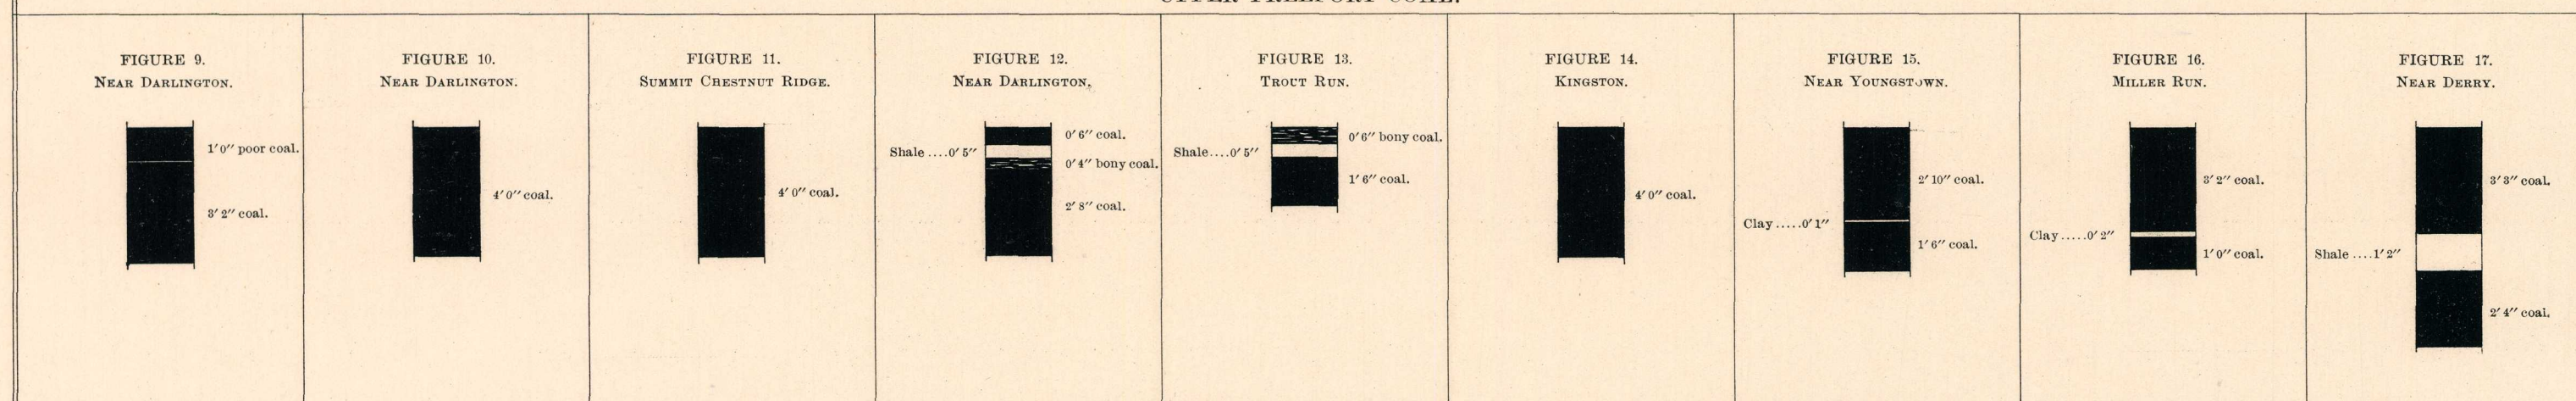 FIGURE 9.
NEAR DARLINGTON.
1' 0" poor coal.
3' 2" coal.
FIGURE 10.
NEAR DARLINGTON.
4' 0" coal.
FIGURE 11.
SUMMIT CHESTNUT RIDGE.
4' 0" coal.
FIGURE 12.
NEAR DARLINGTON.
0' 6" coal.
Shale ....0' 5"
0' 4" bony coal.
2' 8" coal.
FIGURE 13.
TROUT RUN.
0' 6" bony coal.
Shale....0' 5"
1' 6" coal.
FIGURE 14.
KINGSTON.
4' 0" coal.
FIGURE 15.
NEAR YOUNGSTOWN.
2' 10" coal.
Clay.....0' 1"
1' 6" coal.
FIGURE 16.
MILLER RUN.
3' 2" coal.
Clay.....0' 2"
1' 0" coal.
FIGURE 17.
NEAR DERRY.
3' 3" coal.
Shale ....1' 2"
2' 4" coal.